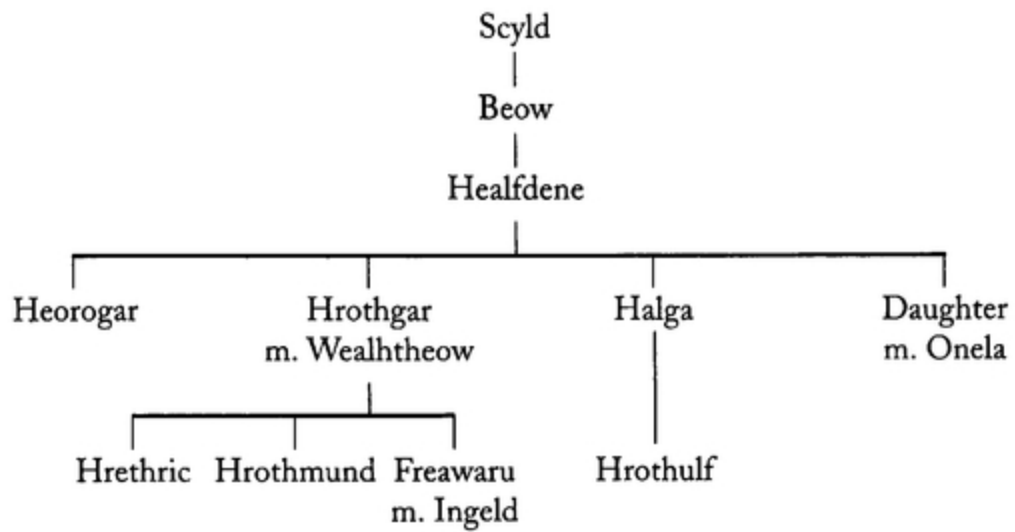 Scyld
Beow
Healfdene
Heorogar Hrothgar Halga Daughter
m. Wealhtheow m. Onela
Hrethric Hrothmund Freawaru Hrothulf
m. Ingeld